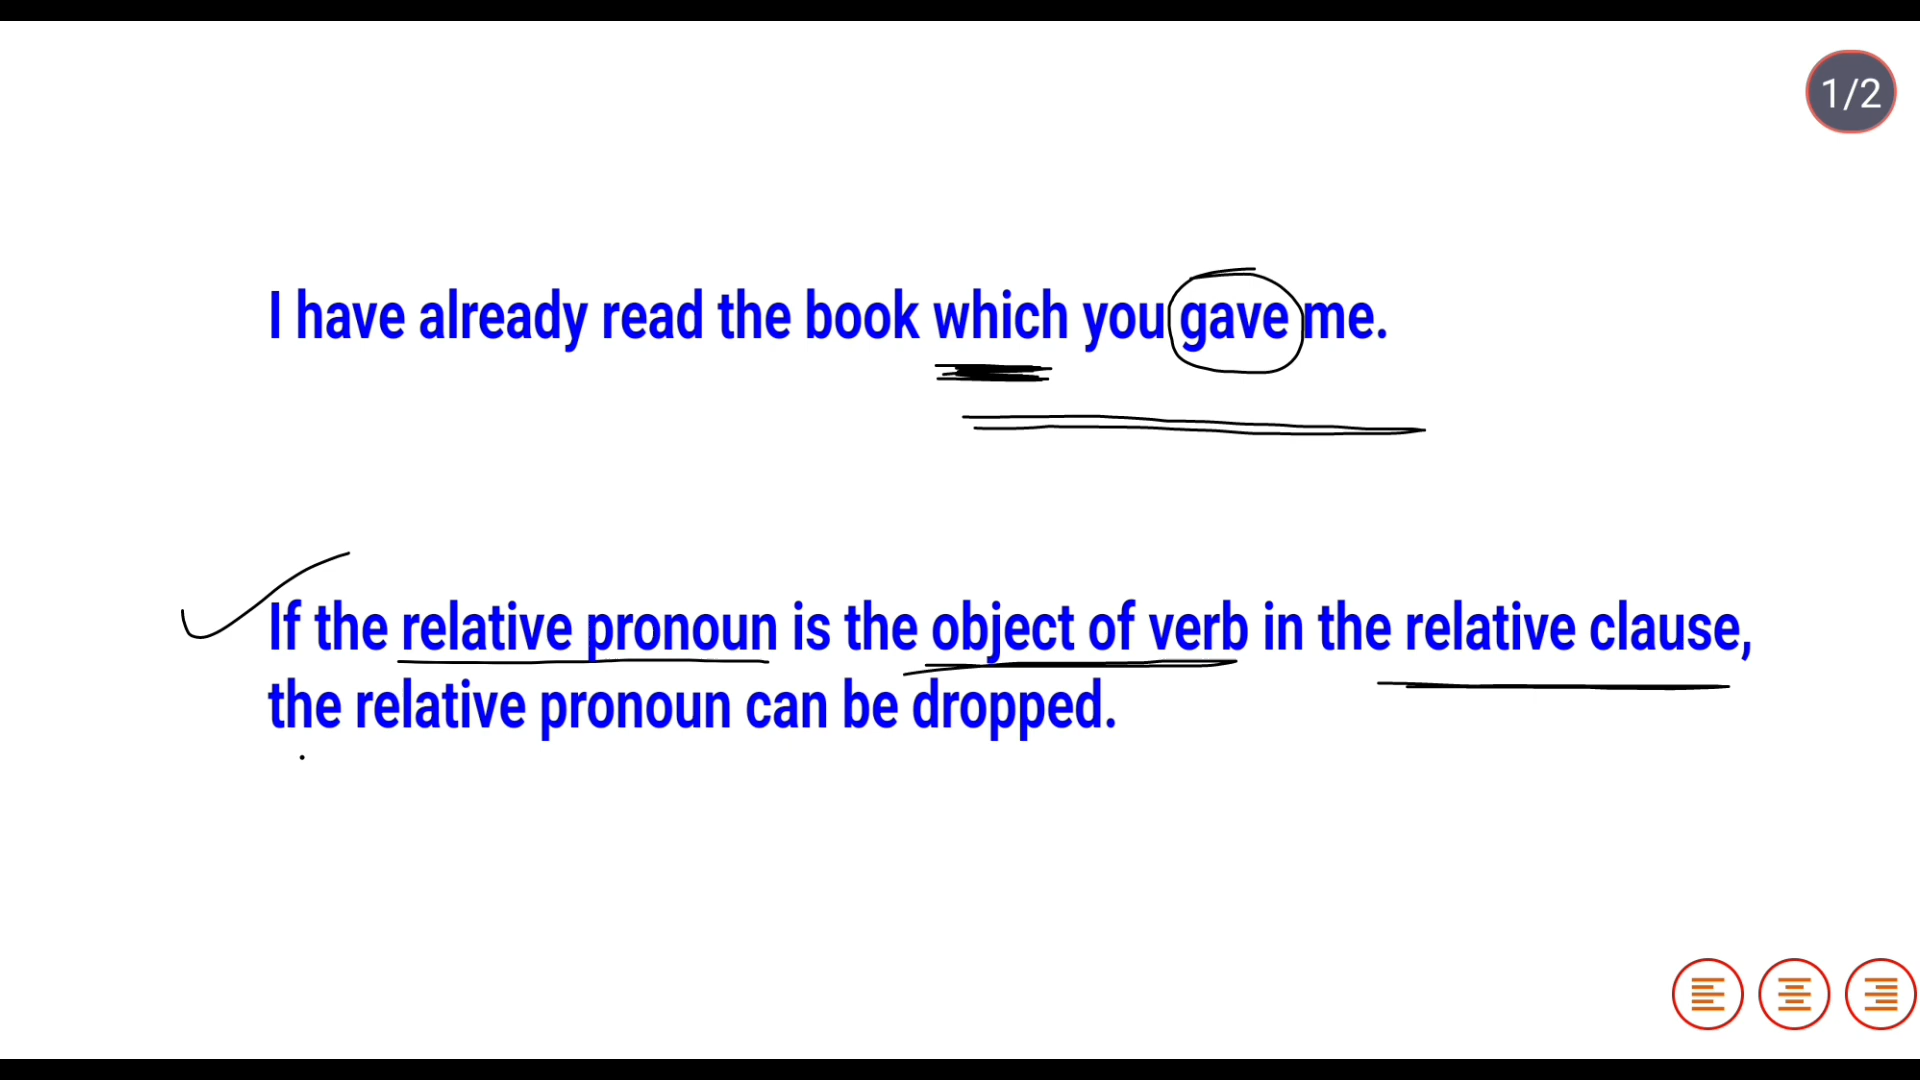 1/2
I have already read the book which you gave me.
If the relative pronoun is the object of verb in the relative clause,
the relative pronoun can be dropped.